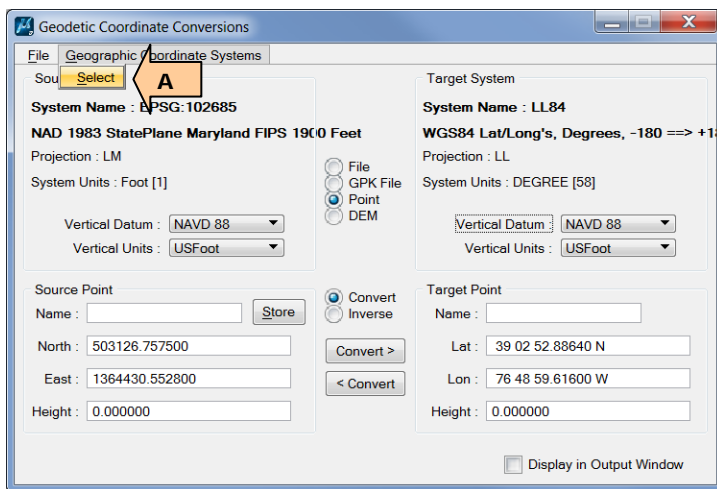 Geodetic Coordinate Conversions
File Geographic Coordinate Systems
Select
A
Sou
Target System
System Name : EPSG:102685
System Name : LL84
NAD 1983 StatePlane Maryland FIPS 1900 Feet
WGS84 Lat/Long's, Degrees, -180 ==> +18
Projection : LM
Projection : LL
File
System Units : Foot [1]
GPK File
System Units : DEGREE [58]
Point
DEM
Vertical Datum : NAVD 88
Vertical Datum : NAVD 88
Vertical Units : USFoot
Vertical Units : USFoot
Source Point
Convert
Target Point
Name :
Store
Inverse
Name :
North : 503126.757500
Convert >
Lat : 39 02 52.88640 N
East : 1364430.552800
< Convert
Lon : 76 48 59.61600 W
Height : 0.000000
Height : 0.000000
Display in Output Window